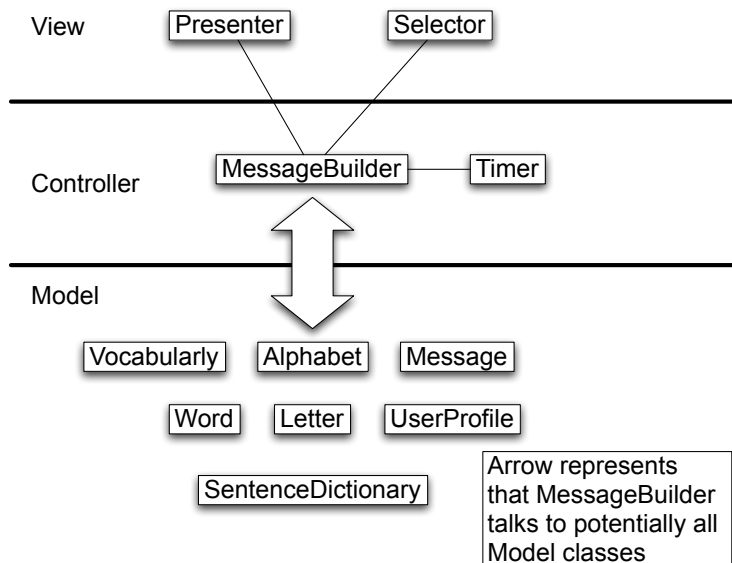 View
Presenter
Selector
Controller
MessageBuilder
Timer
Model
Vocabularly
Alphabet
Message
Word
Letter
UserProfile
SentenceDictionary
Arrow represents
that MessageBuilder
talks to potentially all
Model classes